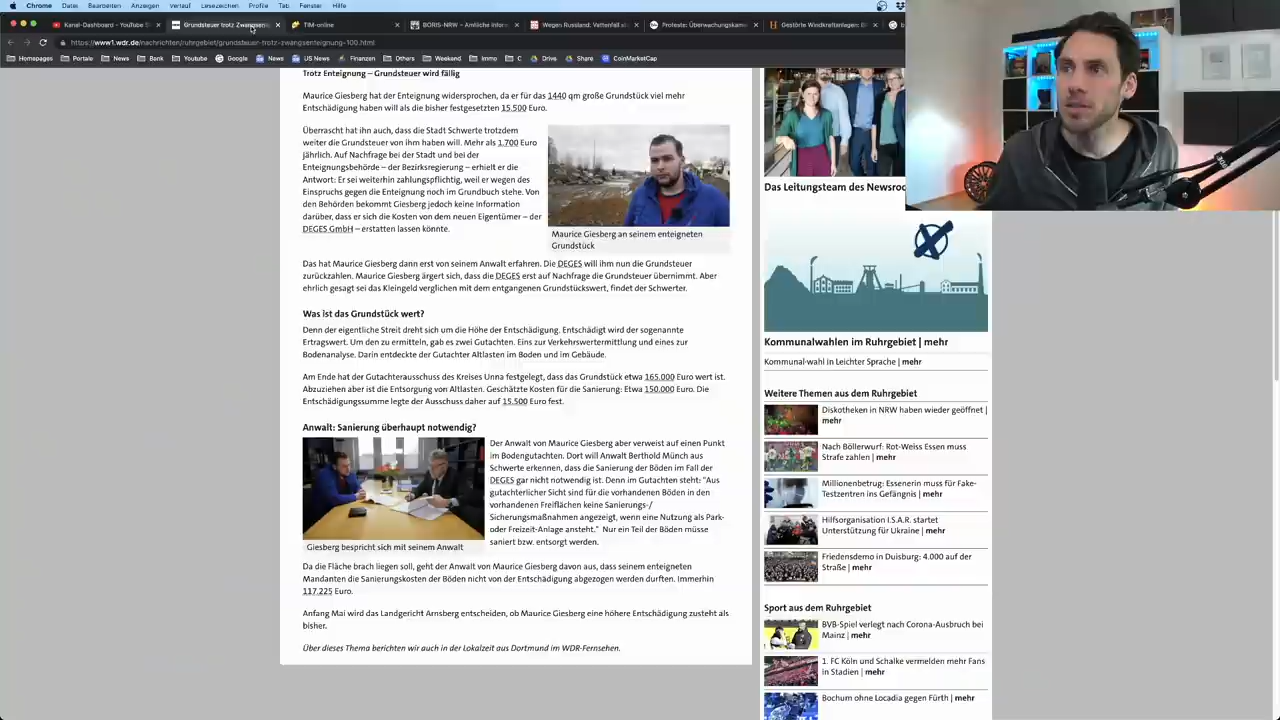 Chrome Datei Bearbeiten Anzeigen Verlauf Lesezeichen Profile Tab Fenster Hilfe
Kanal-Dashboard - YouTube S
Grundsteuer trotz Zwangsent
TIM-online
BORIS-NRW – Amtliche Infor
Wegen Russland: Vattenfall
Proteste: Überwachungskam
Gestörte Windkraftanlagen: B
https://www1.wdr.de/nachrichten/ruhrgebiet/grundsteuer-trotz-zwangsenteignung-100.html
Homepages Portale News Bank Youtube Google News US News Finanzen Others Weekend Immo C Drive Share CoinMarketCap
Trotz Enteignung – Grundsteuer wird fällig
Maurice Giesberg hat der Enteignung widersprochen, da er für das 1440 qm große Grundstück viel mehr
Entschädigung haben will als die bisher festgesetzten 15.500 Euro.
Überrascht hat ihn auch, dass die Stadt Schwerte trotzdem
weiter die Grundsteuer von ihm haben will. Mehr als 1.700 Euro
jährlich. Auf Nachfrage bei der Stadt und bei der
Enteignungsbehörde – der Bezirksregierung – erhielt er die
Antwort: Er sei weiterhin zahlungspflichtig, weil er wegen des
Einspruchs gegen die Enteignung noch im Grundbuch stehe. Von
den Behörden bekommt Giesberg jedoch keine Information
darüber, dass er sich die Kosten von dem neuen Eigentümer – der
DEGES GmbH – erstatten lassen könnte.
Maurice Giesberg an seinem enteigneten
Grundstück
Das hat Maurice Giesberg dann erst von seinem Anwalt erfahren. Die DEGES will ihm nun die Grundsteuer
zurückzahlen. Maurice Giesberg ärgert sich, dass die DEGES erst auf Nachfrage die Grundsteuer übernimmt. Aber
ehrlich gesagt sei das Kleingeld verglichen mit dem entgangenen Grundstückswert, findet der Schwerter.
Was ist das Grundstück wert?
Denn der eigentliche Streit dreht sich um die Höhe der Entschädigung. Entschädigt wird der sogenannte
Ertragswert. Um den zu ermitteln, gab es zwei Gutachten. Eins zur Verkehrswertermittlung und eines zur
Bodenanalyse. Darin entdeckte der Gutachter Altlasten im Boden und im Gebäude.
Am Ende hat der Gutachterausschuss des Kreises Unna festgelegt, dass das Grundstück etwa 165.000 Euro wert ist.
Abzuziehen aber ist die Entsorgung von Altlasten. Geschätzte Kosten für die Sanierung: Etwa 150.000 Euro. Die
Entschädigungssumme legte der Ausschuss daher auf 15.500 Euro fest.
Anwalt: Sanierung überhaupt notwendig?
Der Anwalt von Maurice Giesberg aber verweist auf einen Punkt
im Bodengutachten. Dort will Anwalt Berthold Münch aus
Schwerte erkennen, dass die Sanierung der Böden im Fall der
DEGES gar nicht notwendig ist. Denn im Gutachten steht: "Aus
gutachterlicher Sicht sind für die vorhandenen Böden in den
vorhandenen Freiflächen keine Sanierungs-/
Sicherungsmaßnahmen angezeigt, wenn eine Nutzung als Park-
oder Freizeit-Anlage ansteht." Nur ein Teil der Böden müsse
saniert bzw. entsorgt werden.
Giesberg bespricht sich mit seinem Anwalt
Da die Fläche brach liegen soll, geht der Anwalt von Maurice Giesberg davon aus, dass seinem enteigneten
Mandanten die Sanierungskosten der Böden nicht von der Entschädigung abgezogen werden durften. Immerhin
117.225 Euro.
Anfang Mai wird das Landgericht Arnsberg entscheiden, ob Maurice Giesberg eine höhere Entschädigung zusteht als
bisher.
Über dieses Thema berichten wir auch in der Lokalzeit aus Dortmund im WDR-Fernsehen.
Das Leitungsteam des Newsroo
Kommunalwahlen im Ruhrgebiet | mehr
Kommunal-wahl in Leichter Sprache | mehr
Weitere Themen aus dem Ruhrgebiet
Diskotheken in NRW haben wieder geöffnet |
mehr
Nach Böllerwurf: Rot-Weiss Essen muss
Strafe zahlen | mehr
Millionenbetrug: Essenerin muss für Fake-
Testzentren ins Gefängnis | mehr
Hilfsorganisation I.S.A.R. startet
Unterstützung für Ukraine | mehr
Friedensdemo in Duisburg: 4.000 auf der
Straße | mehr
Sport aus dem Ruhrgebiet
BVB-Spiel verlegt nach Corona-Ausbruch bei
Mainz | mehr
1. FC Köln und Schalke vermelden mehr Fans
in Stadien | mehr
Bochum ohne Locadia gegen Fürth | mehr